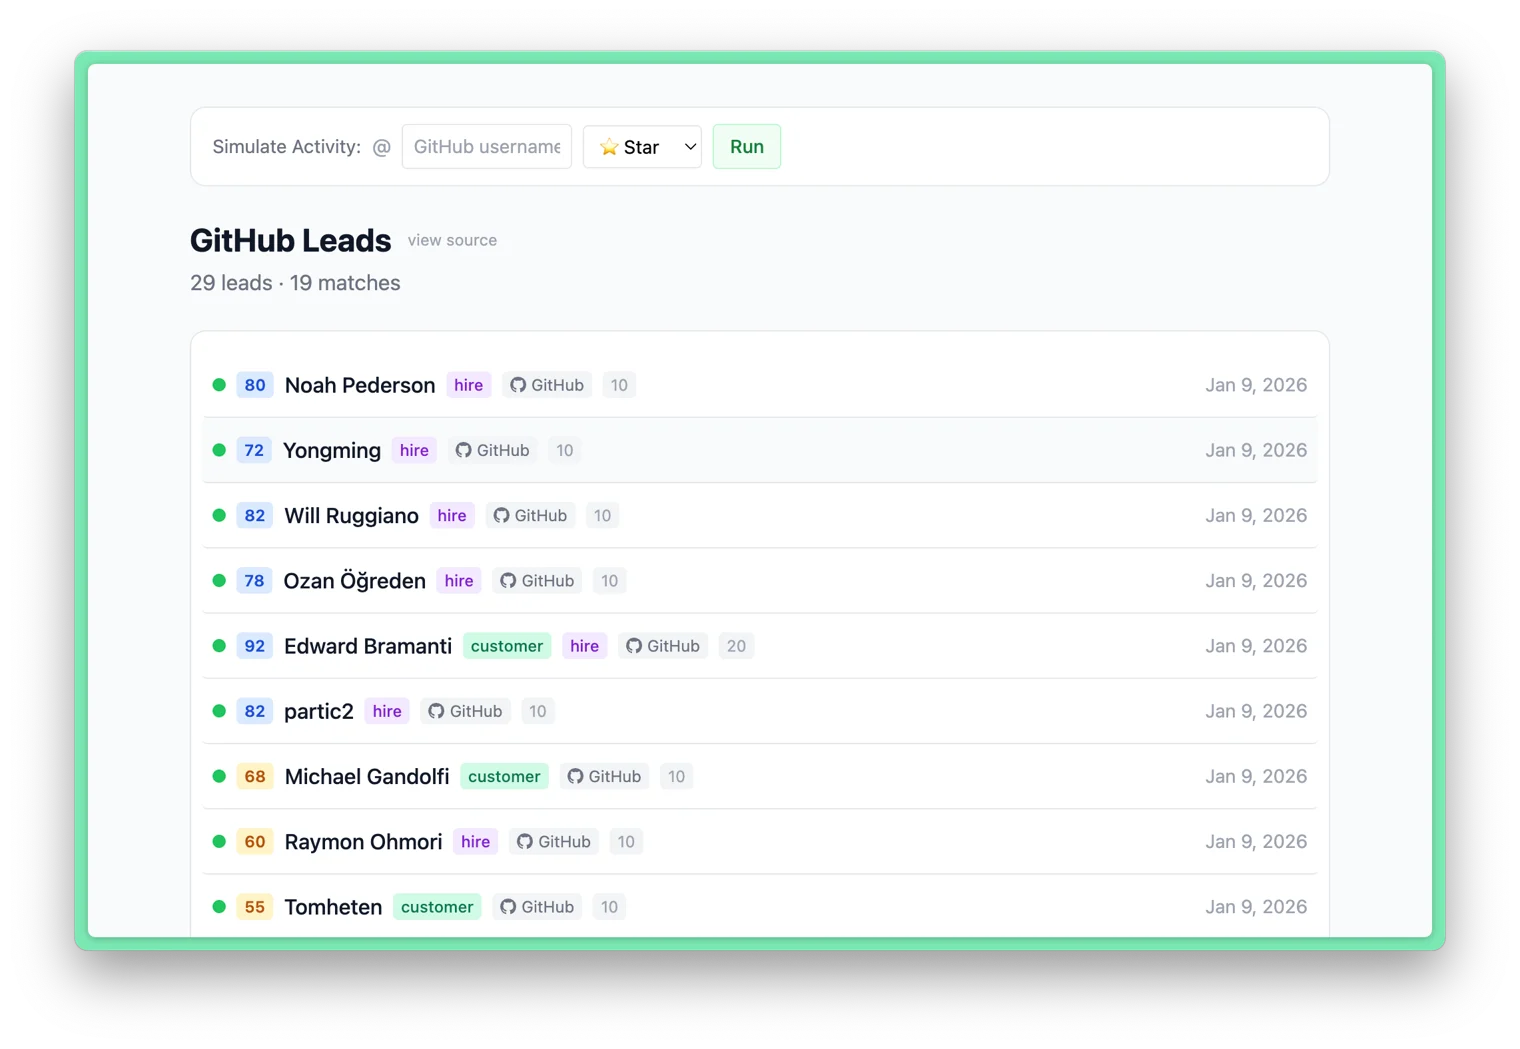 Simulate Activity: @ GitHub username ⭐ Star Run
GitHub Leads view source
29 leads · 19 matches
80 Noah Pederson hire GitHub 10 Jan 9, 2026
72 Yongming hire GitHub 10 Jan 9, 2026
82 Will Ruggiano hire GitHub 10 Jan 9, 2026
78 Ozan Öğreden hire GitHub 10 Jan 9, 2026
92 Edward Bramanti customer hire GitHub 20 Jan 9, 2026
82 partic2 hire GitHub 10 Jan 9, 2026
68 Michael Gandolfi customer GitHub 10 Jan 9, 2026
60 Raymon Ohmori hire GitHub 10 Jan 9, 2026
55 Tomheten customer GitHub 10 Jan 9, 2026